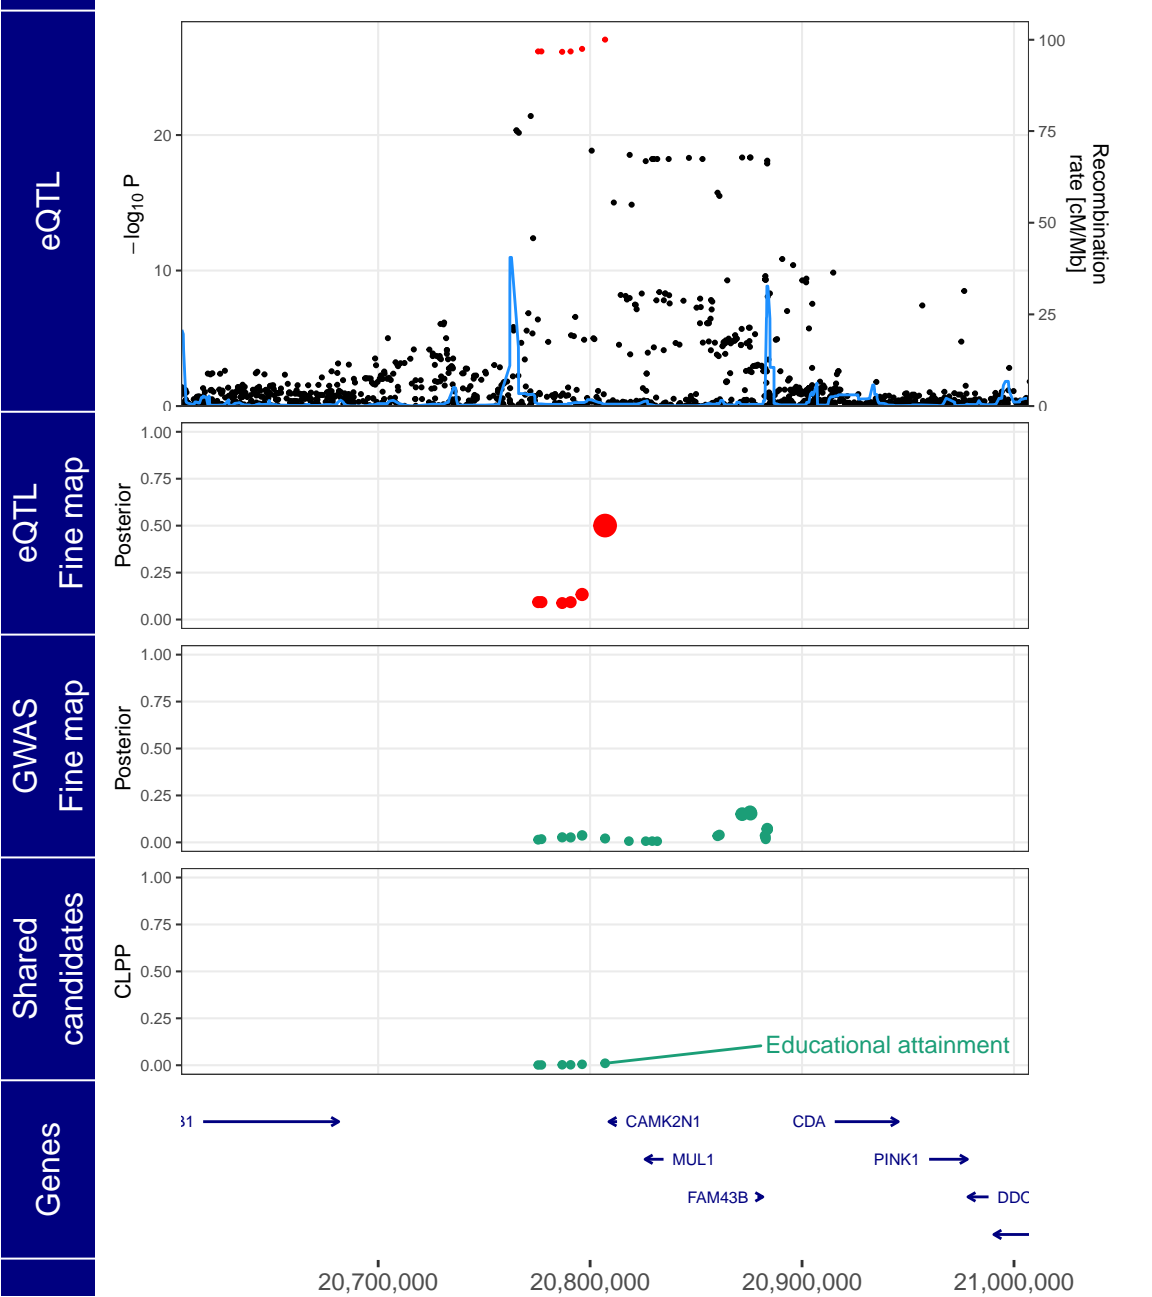 eQTL
−log10 P
20
10
0
100
75
50
25
0
Recombination
rate [cM/Mb]
eQTL
Fine map
Posterior
1.00
0.75
0.50
0.25
0.00
GWAS
Fine map
Posterior
1.00
0.75
0.50
0.25
0.00
Shared
candidates
CLPP
1.00
0.75
0.50
0.25
0.00
Educational attainment
Genes
31
CAMK2N1
CDA
MUL1
PINK1
FAM43B
DDO
20,700,000
20,800,000
20,900,000
21,000,000